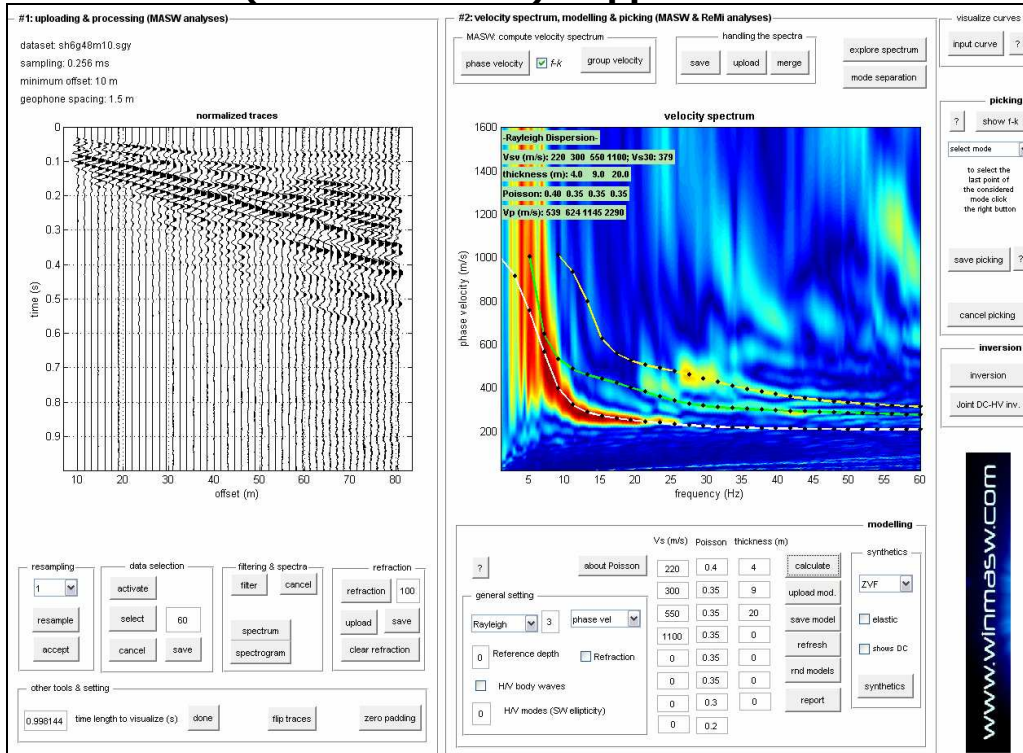 #1: uploading & processing (MASW analyses)
dataset: sh6g48m10.sgy
sampling: 0.256 ms
minimum offset: 10 m
geophone spacing: 1.5 m
normalized traces
0
0.1
0.2
0.3
0.4
0.5
0.6
0.7
0.8
0.9
time (s)
10 20 30 40 50 60 70 80
offset (m)
resampling
1
resample
accept
data selection
activate
select 60
cancel save
filtering & spectra
filter cancel
spectrum
spectrogram
refraction
refraction 100
upload save
clear refraction
other tools & setting
0.998144 time length to visualize (s) done flip traces zero padding
#2: velocity spectrum, modelling & picking (MASW & ReMi analyses)
MASW: compute velocity spectrum
phase velocity f-k group velocity
handling the spectra
save upload merge
explore spectrum
mode separation
velocity spectrum
-Rayleigh Dispersion-
Vsv (m/s): 220 300 550 1100; Vs30: 379
thickness (m): 4.0 9.0 20.0
Poisson: 0.40 0.35 0.35 0.35
Vp (m/s): 539 624 1145 2290
1600
1400
1200
1000
800
600
400
200
phase velocity (m/s)
5 10 15 20 25 30 35 40 45 50 55 60
frequency (Hz)
modelling
? about Poisson
Vs (m/s) Poisson thickness (m)
220 0.4 4
300 0.35 9
550 0.35 20
1100 0.35 0
0 0.35 0
0 0.35 0
0 0.3 0
0 0.2
general setting
Rayleigh 3 phase vel
0 Reference depth Refraction
H/V body waves
0 H/V modes (SW ellipticity)
calculate
upload mod.
save model
refresh
rnd models
report
synthetics
ZVF
elastic
shows DC
synthetics
visualize curves
input curve ?
picking
? show f-k
select mode
to select the
last point of
the considered
mode click
the right button
save picking ?
cancel picking
inversion
inversion
Joint DC-HV inv.
www.winmasw.com